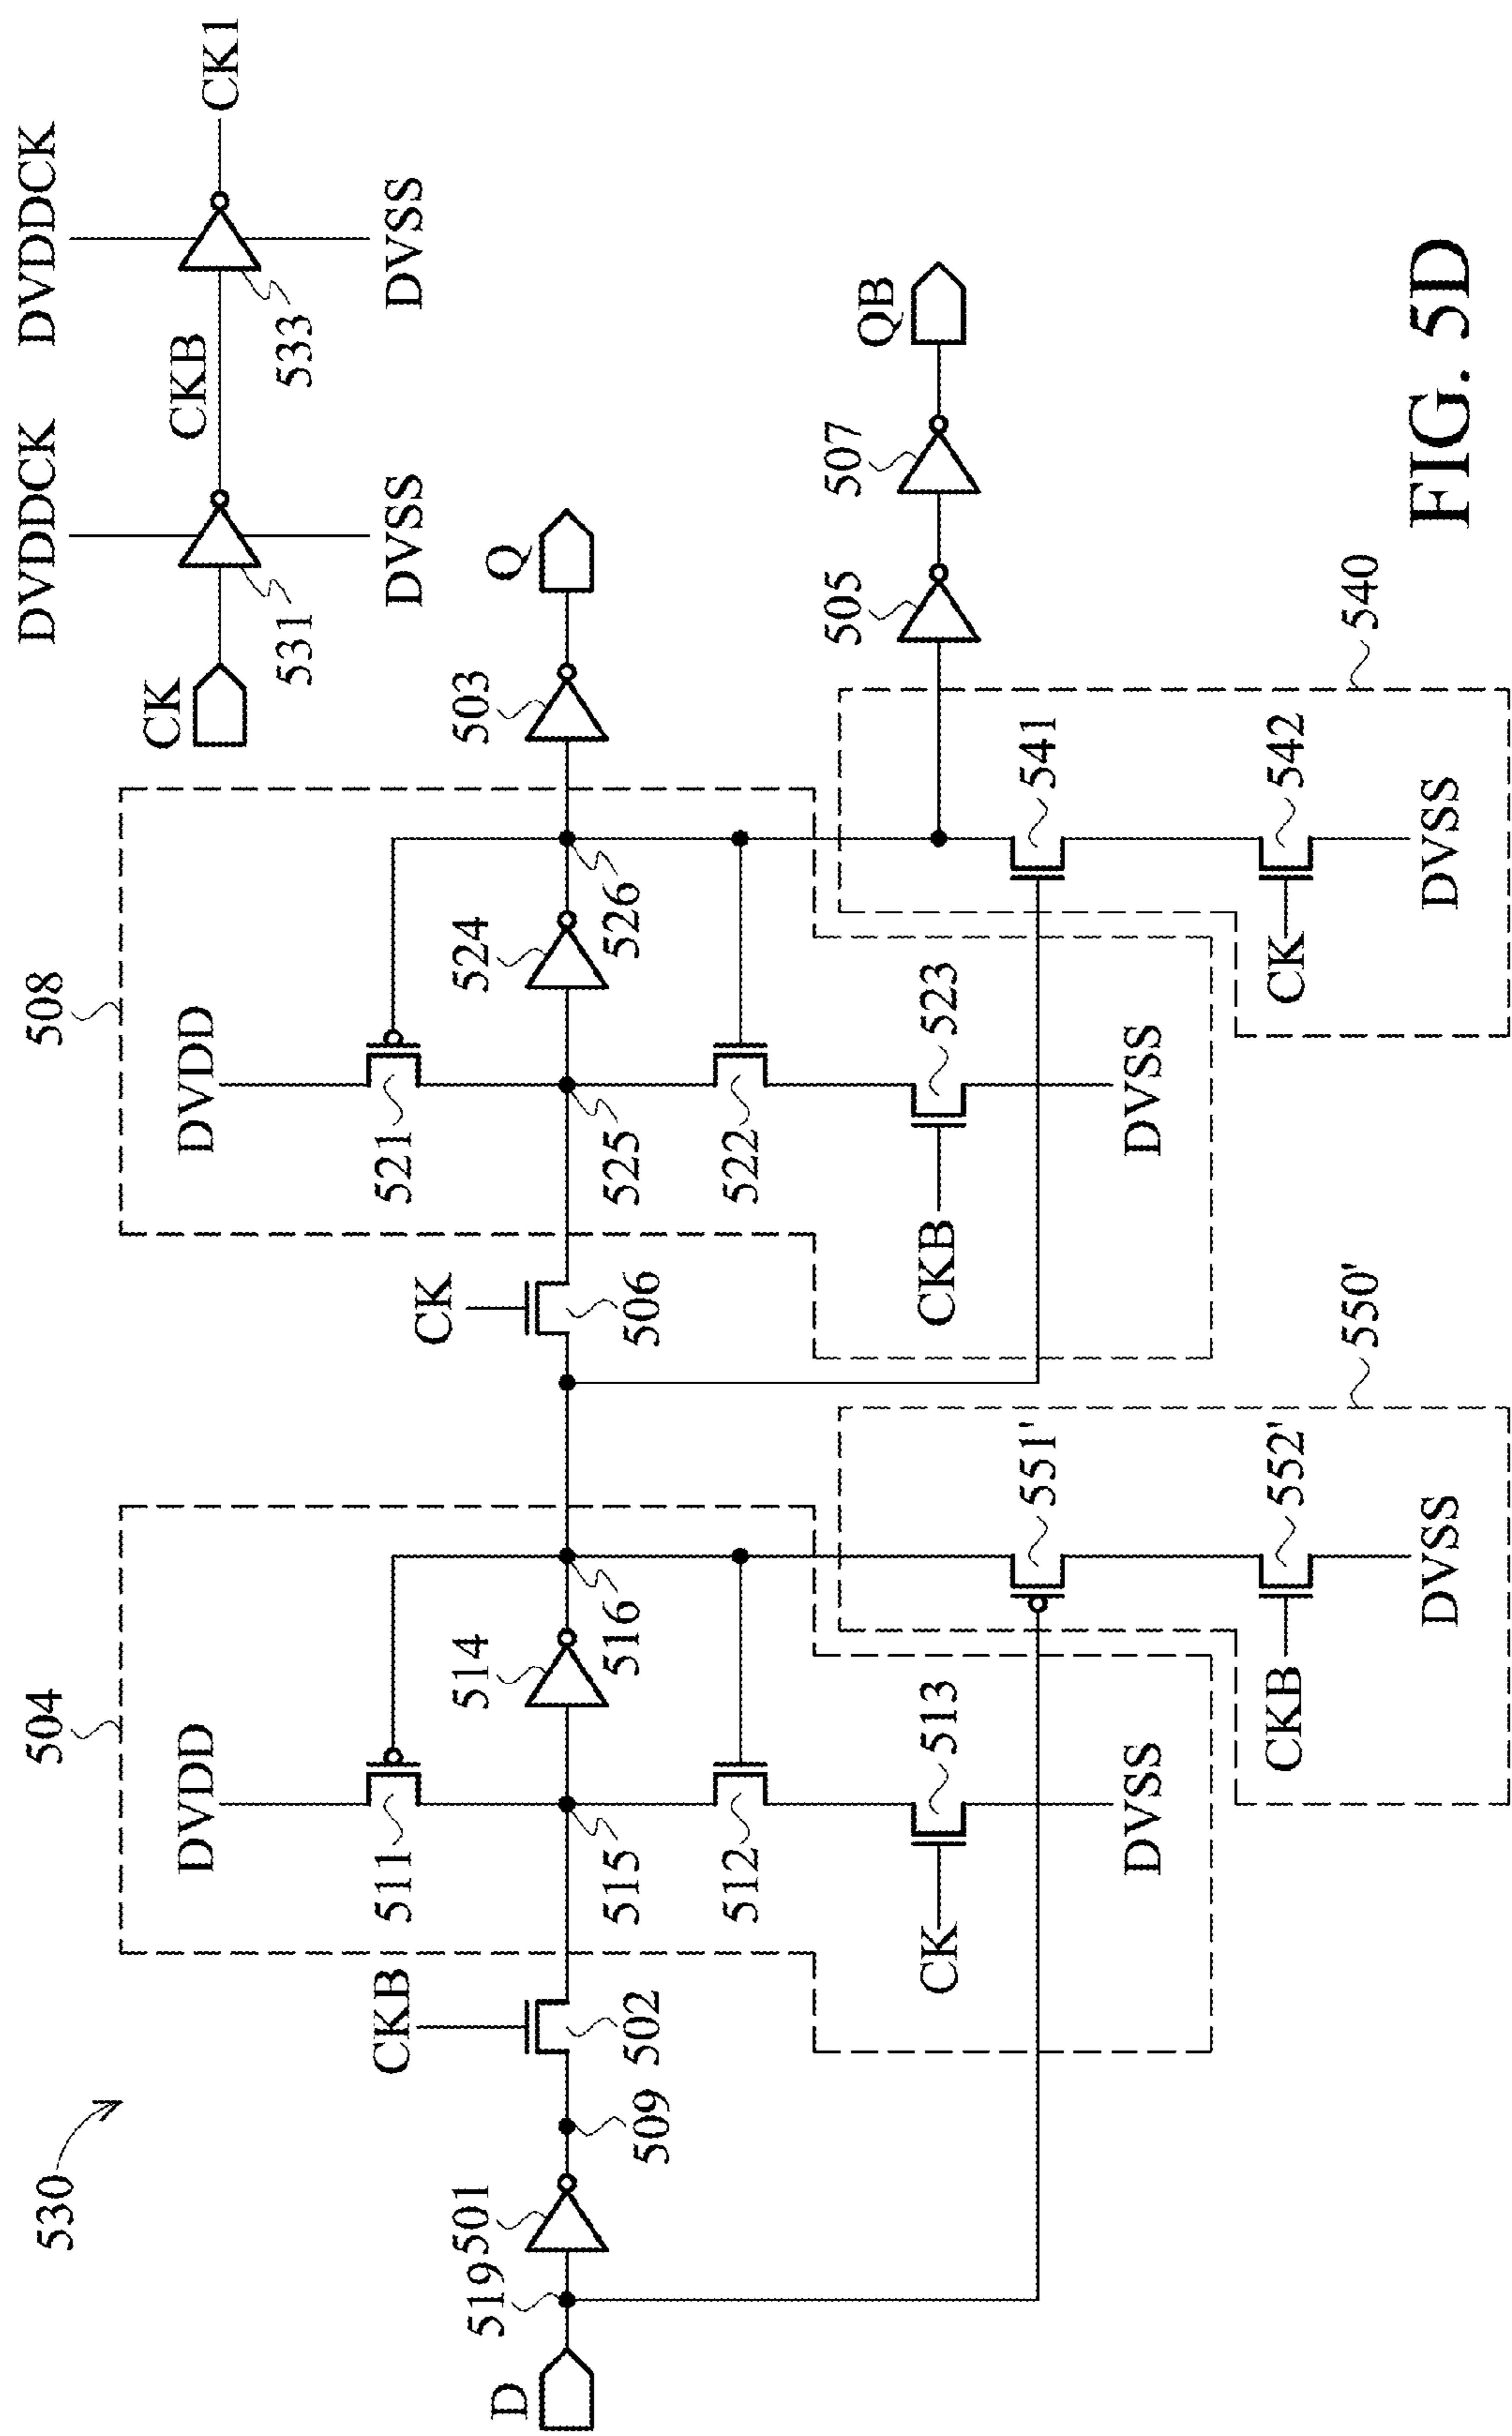 530
504
508
DVDD
DVDD
CK
DVDDCK
DVDDCK
CKB
CK1
531
533
DVSS
DVSS
CKB
CK
511
521
D
519
501
509
502
515
514
516
506
525
524
526
503
Q
512
522
CK
513
CKB
523
505
507
QB
551'
541
DVSS
DVSS
CKB
552'
CK
542
DVSS
DVSS
550'
540
FIG. 5D